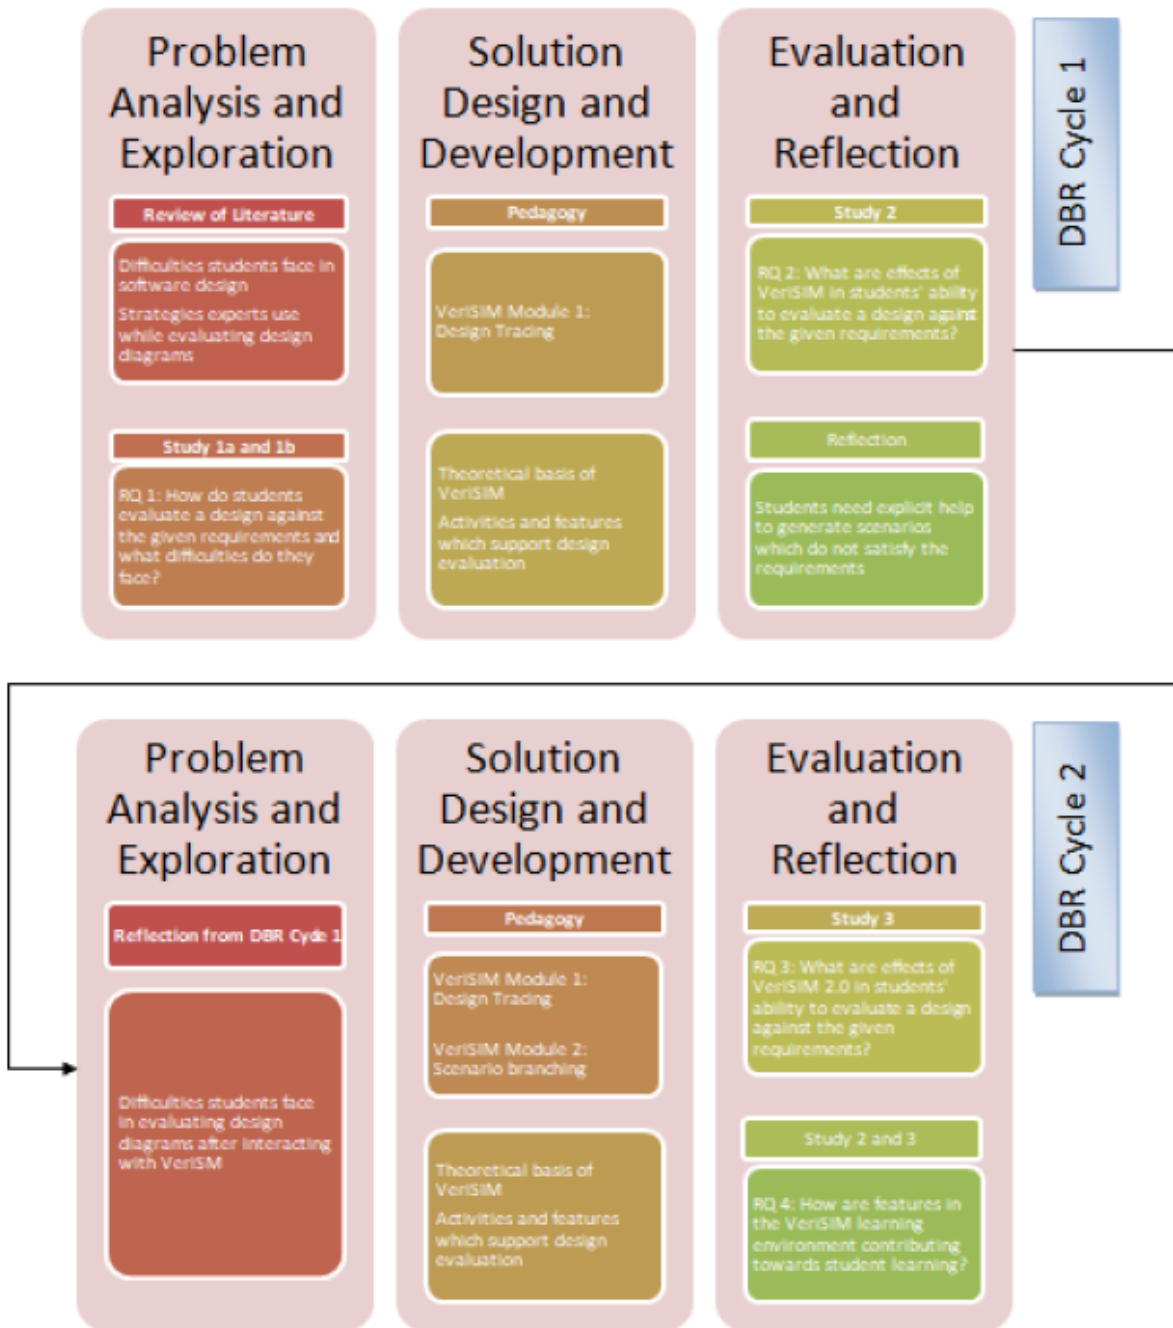 Problem
Analysis and
Exploration
Review of Literature
Difficulties students face in
software design
Strategies experts use
while evaluating design
diagrams
Study 1a and 1b
RQ 1: How do students
evaluate a design against
the given requirements and
what difficulties do they
face?
Solution
Design and
Development
Pedagogy
VeriSIM Module 1:
Design Tracing
Theoretical basis of
VeriSIM
Activities and features
which support design
evaluation
Evaluation
and
Reflection
Study 2
RQ 2: What are effects of
VeriSIM in students' ability
to evaluate a design against
the given requirements?
Reflection
Students need explicit help
to generate scenarios
which do not satisfy the
requirements
DBR Cycle 1
Problem
Analysis and
Exploration
Reflection from DBR Cycle 1
Difficulties students face
in evaluating design
diagrams after interacting
with VeriSM
Solution
Design and
Development
Pedagogy
VeriSIM Module 1:
Design Tracing
VeriSIM Module 2:
Scenario branching
Theoretical basis of
VeriSIM
Activities and features
which support design
evaluation
Evaluation
and
Reflection
Study 3
RQ 3: What are effects of
VeriSIM 2.0 in students'
ability to evaluate a design
against the given
requirements?
Study 2 and 3
RQ 4: How are features in
the VeriSIM learning
environment contributing
towards student learning?
DBR Cycle 2